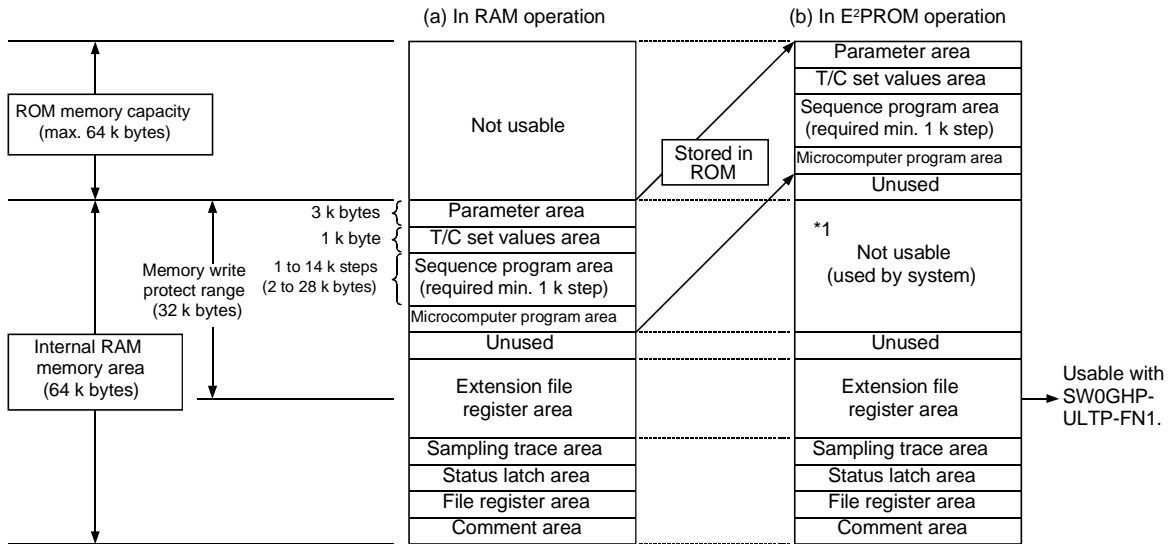 (a) In RAM operation
(b) In E²PROM operation
ROM memory capacity
(max. 64 k bytes)
Internal RAM
memory area
(64 k bytes)
Memory write
protect range
(32 k bytes)
3 k bytes
1 k byte
1 to 14 k steps
(2 to 28 k bytes)
Not usable
Parameter area
T/C set values area
Sequence program area
(required min. 1 k step)
Microcomputer program area
Unused
Extension file
register area
Sampling trace area
Status latch area
File register area
Comment area
Stored in
ROM
Parameter area
T/C set values area
Sequence program area
(required min. 1 k step)
Microcomputer program area
Unused
*1
Not usable
(used by system)
Unused
Extension file
register area
Sampling trace area
Status latch area
File register area
Comment area
Usable with
SW0GHP-
ULTP-FN1.